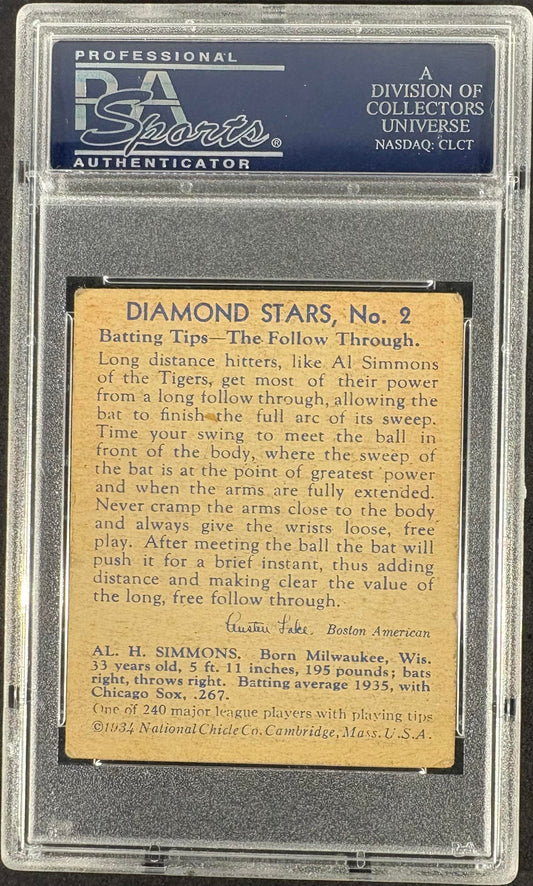 PROFESSIONAL
PSA
Sports®
AUTHENTICATOR
A
DIVISION OF
COLLECTORS
UNIVERSE
NASDAQ: CLCT
DIAMOND STARS, No. 2
Batting Tips—The Follow Through.
Long distance hitters, like Al Simmons
of the Tigers, get most of their power
from a long follow through, allowing the
bat to finish the full arc of its sweep.
Time your swing to meet the ball in
front of the body, where the sweep of
the bat is at the point of greatest power
and when the arms are fully extended.
Never cramp the arms close to the body
and always give the wrists loose, free
play. After meeting the ball the bat will
push it for a brief instant, thus adding
distance and making clear the value of
the long, free follow through.
Austen Lake Boston American
AL. H. SIMMONS. Born Milwaukee, Wis.
33 years old, 5 ft. 11 inches, 195 pounds; bats
right, throws right. Batting average 1935, with
Chicago Sox, .267.
One of 240 major league players with playing tips
©1934 National Chicle Co. Cambridge, Mass. U.S.A.
PSA